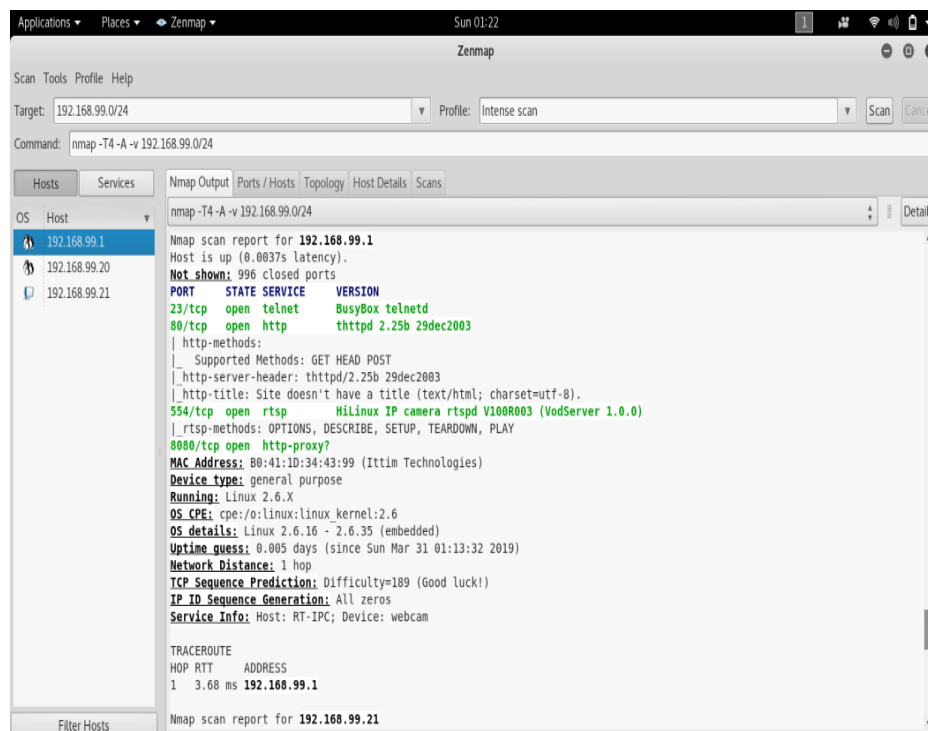 Applications Places Zenmap Sun 01:22 1
Zenmap
Scan Tools Profile Help
Target: 192.168.99.0/24 Profile: Intense scan Scan
Command: nmap -T4 -A -v 192.168.99.0/24
Hosts Services Nmap Output Ports / Hosts Topology Host Details Scans
OS Host nmap -T4 -A -v 192.168.99.0/24
192.168.99.1
192.168.99.20
192.168.99.21
Nmap scan report for 192.168.99.1
Host is up (0.0037s latency).
Not shown: 996 closed ports
PORT STATE SERVICE VERSION
23/tcp open telnet BusyBox telnetd
80/tcp open http thttpd 2.25b 29dec2003
| http-methods:
|_ Supported Methods: GET HEAD POST
|_http-server-header: thttpd/2.25b 29dec2003
|_http-title: Site doesn't have a title (text/html; charset=utf-8).
554/tcp open rtsp HiLinux IP camera rtspd V100R003 (VodServer 1.0.0)
|_rtsp-methods: OPTIONS, DESCRIBE, SETUP, TEARDOWN, PLAY
8080/tcp open http-proxy?
MAC Address: B0:41:1D:34:43:99 (Ittim Technologies)
Device type: general purpose
Running: Linux 2.6.X
OS CPE: cpe:/o:linux:linux_kernel:2.6
OS details: Linux 2.6.16 - 2.6.35 (embedded)
Uptime guess: 0.005 days (since Sun Mar 31 01:13:32 2019)
Network Distance: 1 hop
TCP Sequence Prediction: Difficulty=189 (Good luck!)
IP ID Sequence Generation: All zeros
Service Info: Host: RT-IPC; Device: webcam
TRACEROUTE
HOP RTT ADDRESS
1 3.68 ms 192.168.99.1
Nmap scan report for 192.168.99.21
Filter Hosts